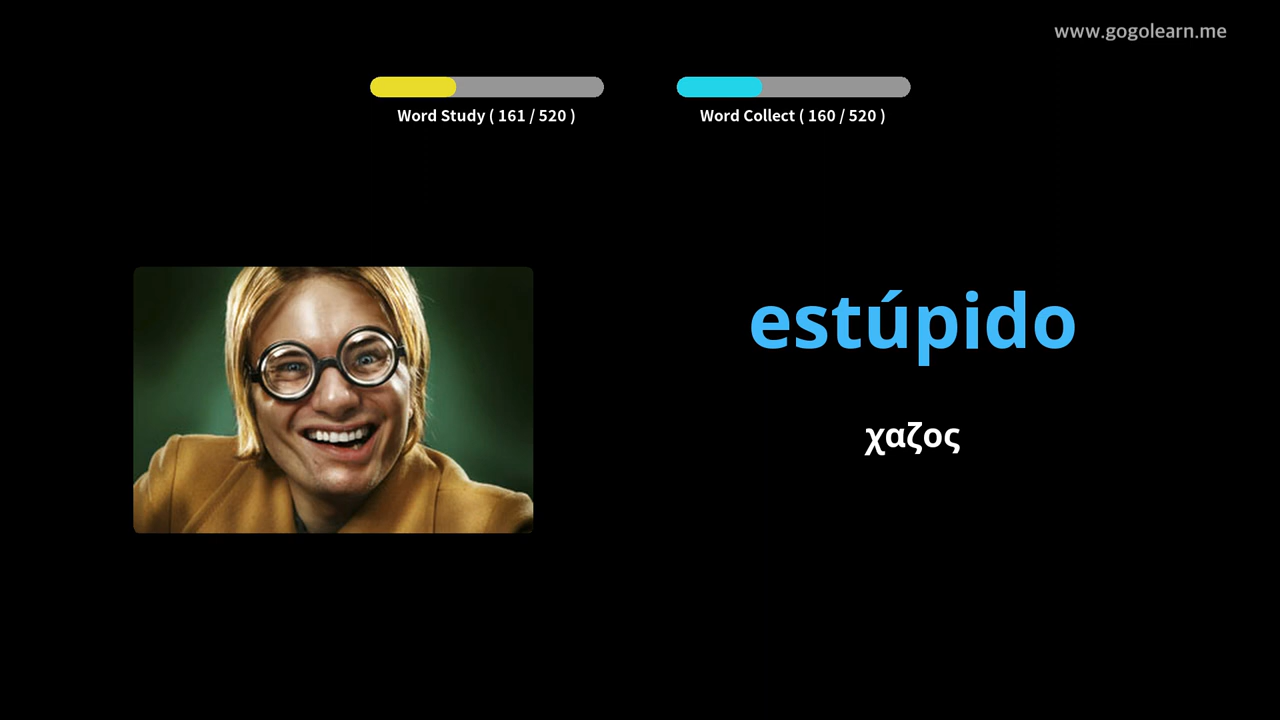 www.gogolearn.me
Word Study ( 161 / 520 )
Word Collect ( 160 / 520 )
estúpido
χαζος